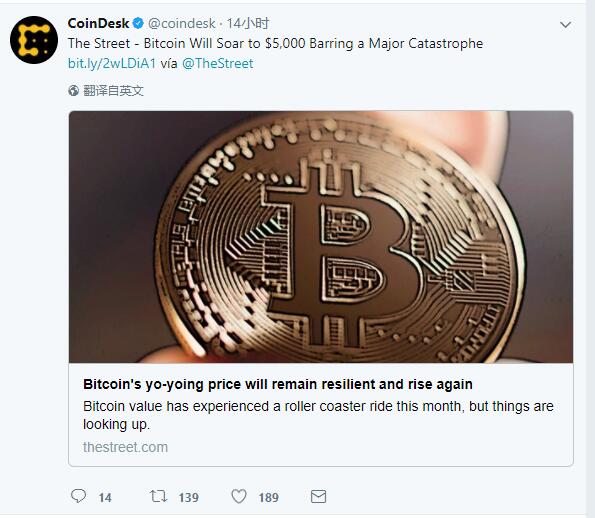 CoinDesk @coindesk · 14小时
The Street - Bitcoin Will Soar to $5,000 Barring a Major Catastrophe
bit.ly/2wLDiA1 vía @TheStreet
翻译自英文
Bitcoin's yo-yoing price will remain resilient and rise again
Bitcoin value has experienced a roller coaster ride this month, but things are
looking up.
thestreet.com
14 139 189